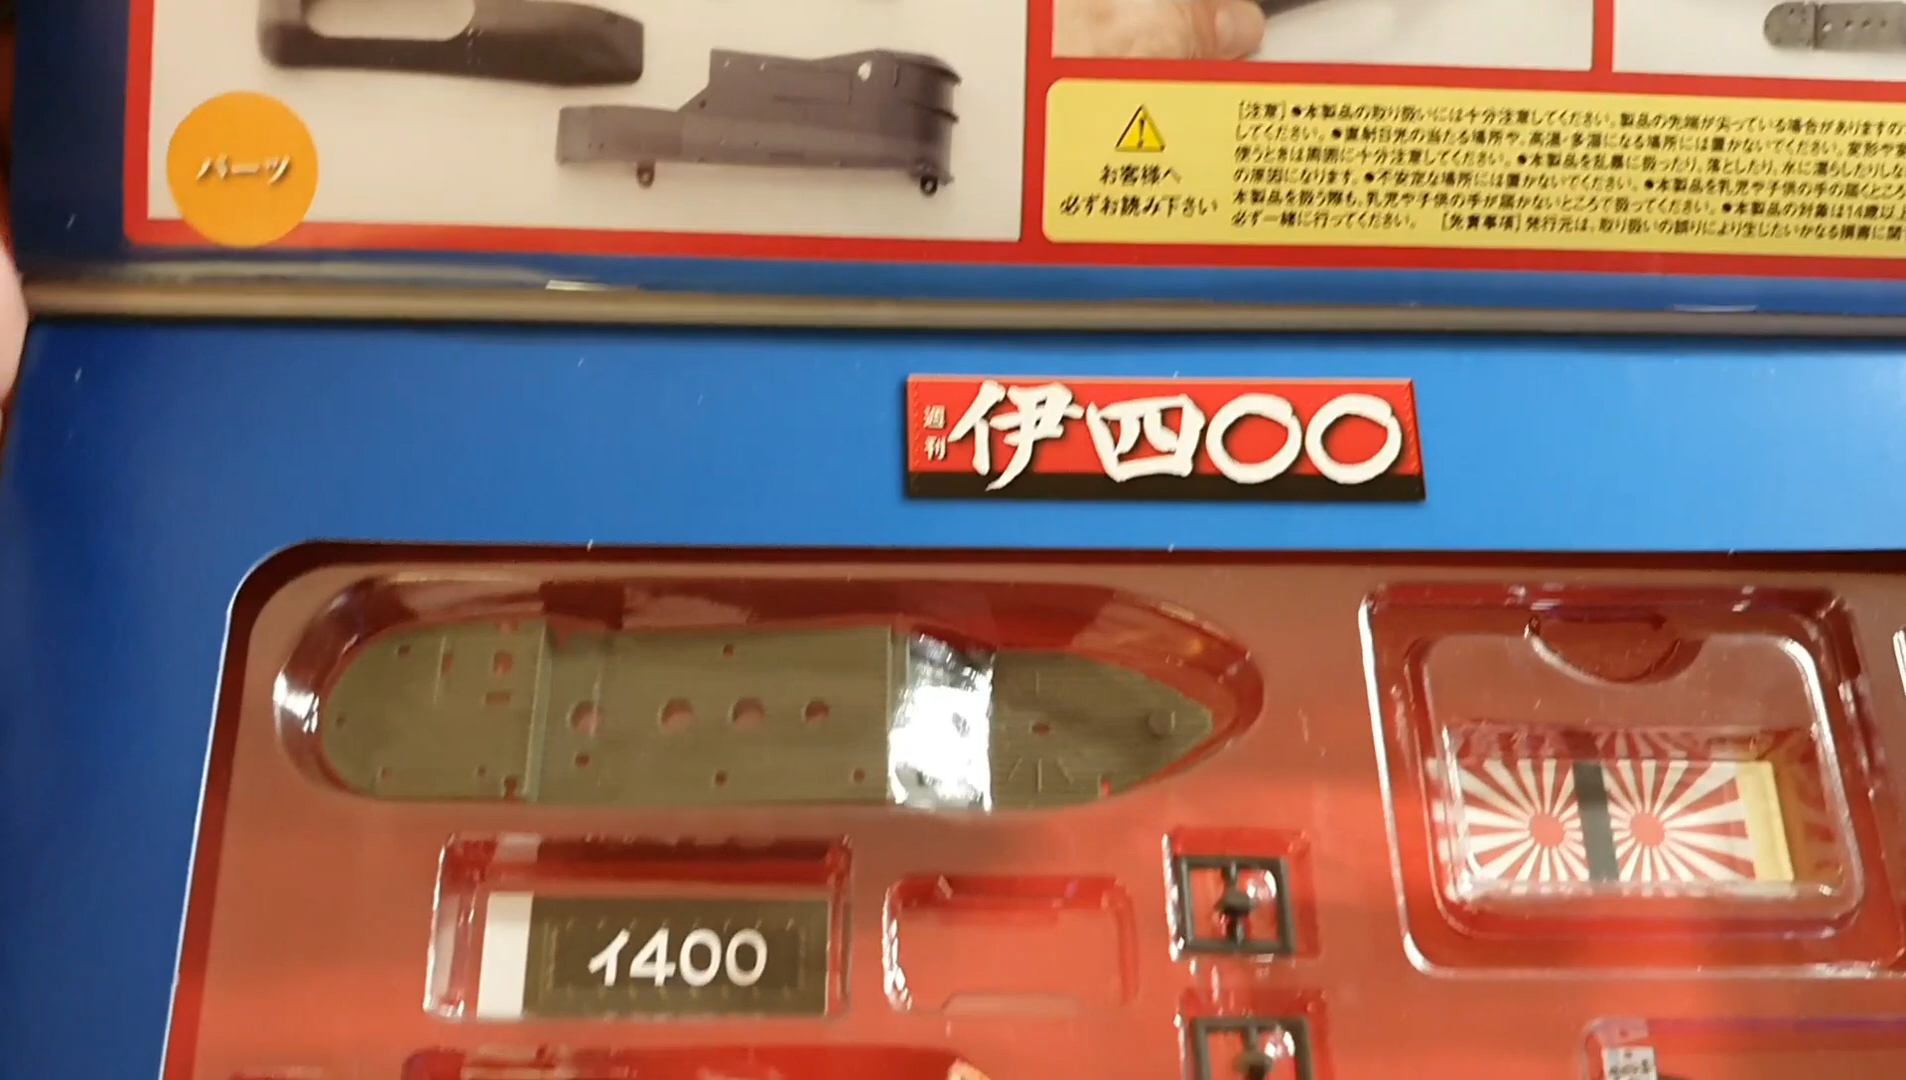 パーツ
お客様へ
必ずお読み下さい
[注意]●本製品の取り扱いには十分注意してください。製品の先端が尖っている場合がありますの
してください。●直射日光の当たる場所や、高温・多湿になる場所には置かないでください。変形や変
使うときは周囲に十分注意してください。●本製品を乱暴に扱ったり、落としたり、水に濡らしたりしな
の原因になります。●不安定な場所には置かないでください。●本製品を乳児や子供の手の届くところ
本製品を扱う際も、乳児や子供の手が届かないところで扱ってください。●本製品の対象は14歳以上
必ず一緒に行ってください。 [免責事項]発行元は、取り扱いの誤りにより生じたいかなる損害に関
週刊
伊四〇〇
イ400